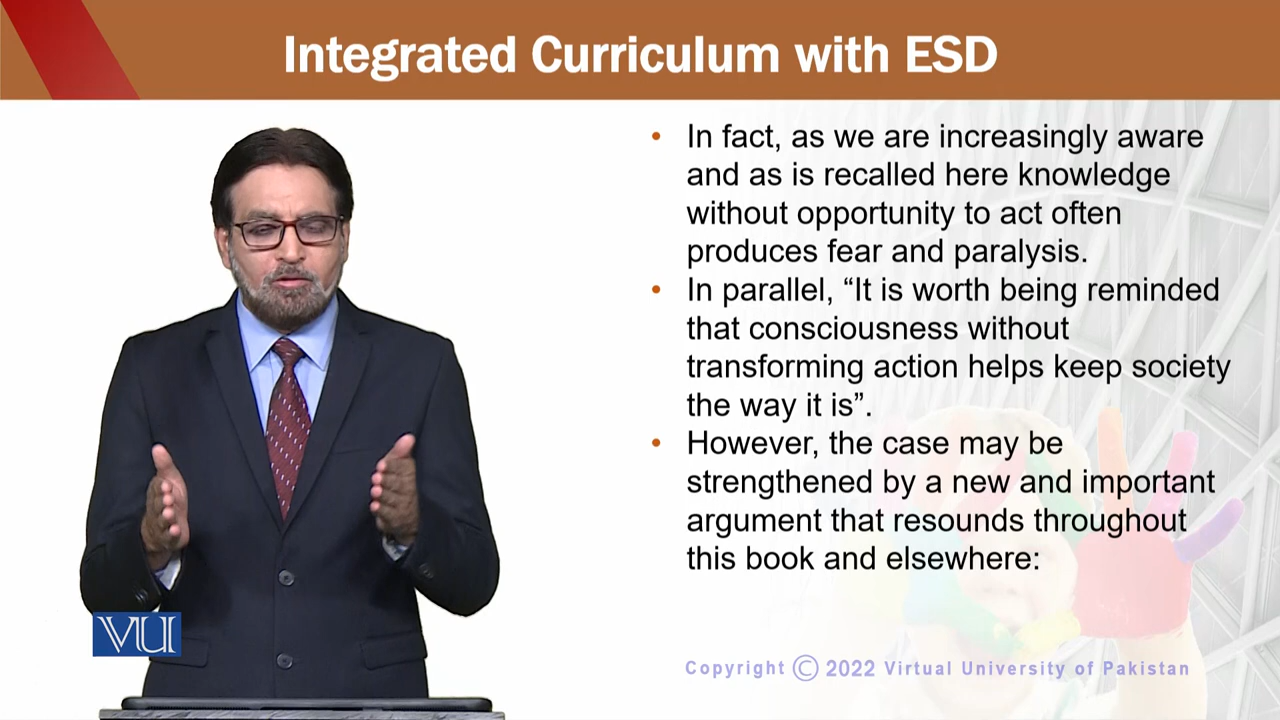 Integrated Curriculum with ESD
• In fact, as we are increasingly aware
and as is recalled here knowledge
without opportunity to act often
produces fear and paralysis.
• In parallel, “It is worth being reminded
that consciousness without
transforming action helps keep society
the way it is”.
• However, the case may be
strengthened by a new and important
argument that resounds throughout
this book and elsewhere:
VU
Copyright © 2022 Virtual University of Pakistan